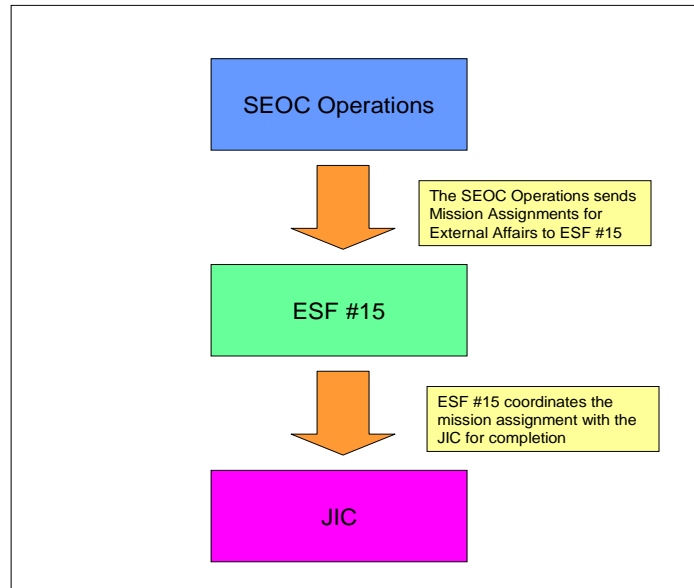 SEOC Operations
The SEOC Operations sends
Mission Assignments for
External Affairs to ESF #15
ESF #15
ESF #15 coordinates the
mission assignment with the
JIC for completion
JIC